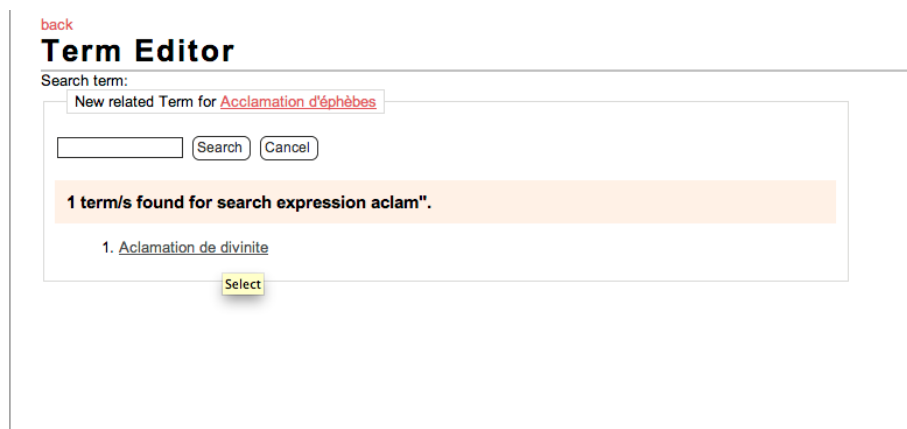 back
Term Editor
Search term:
New related Term for Acclamation d'éphèbes
Search Cancel
1 term/s found for search expression aclam".
1. Aclamation de divinite
Select